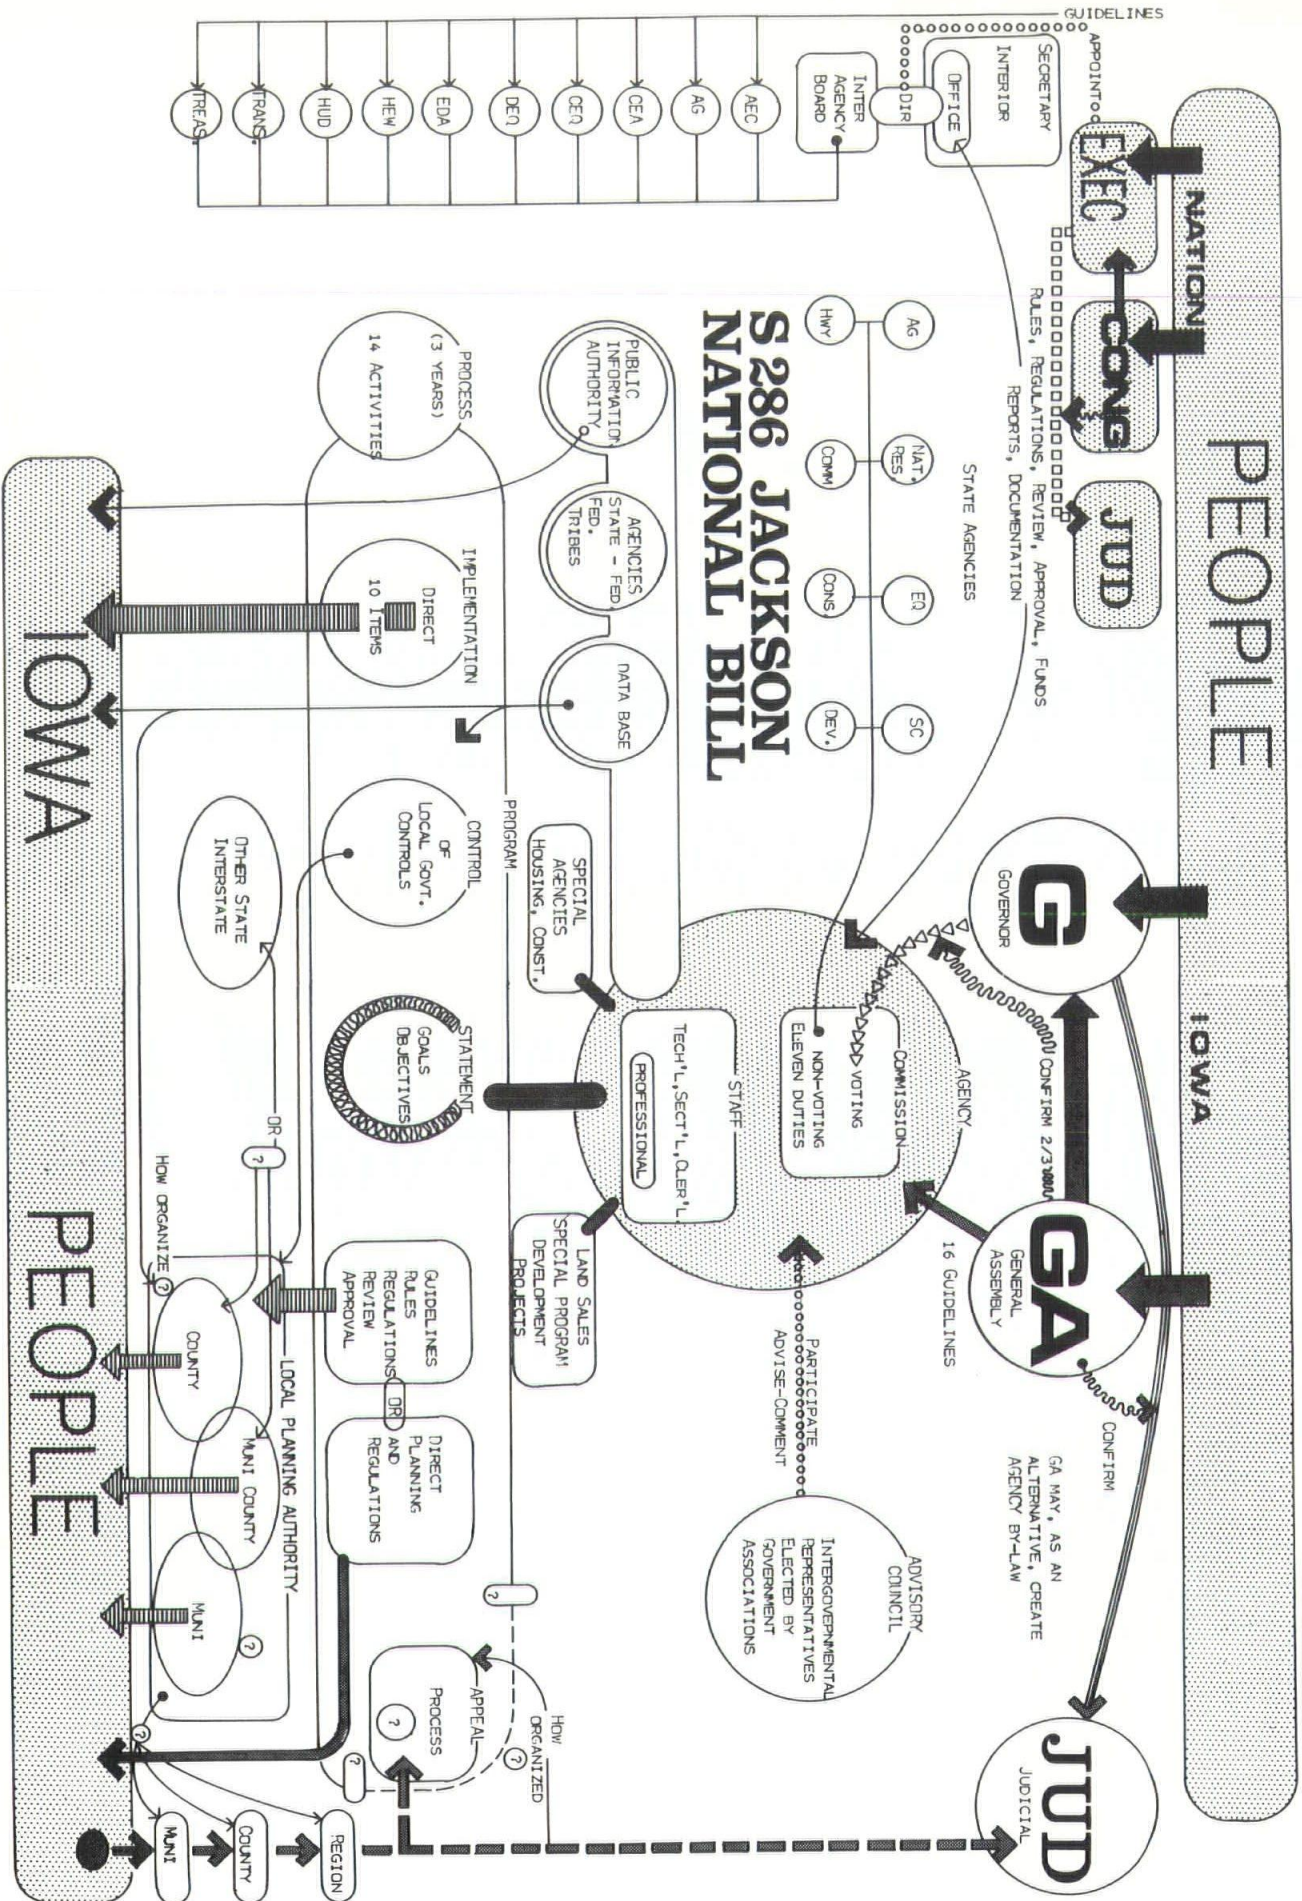 PEOPLE
NATION
IOWA
EXEC
CONG
JUD
APPOINT
GUIDELINES
SECRETARY
INTERIOR
OFFICE
DIR
INTER
AGENCY
BOARD
AEC
AG
CEA
CEQ
DEQ
EDA
HEW
HUD
TRANS.
TREAS.
RULES, REGULATIONS, REVIEW, APPROVAL, FUNDS
REPORTS, DOCUMENTATION
STATE AGENCIES
AG
NAT.
RES.
EQ
SC
HWY
COMM
CONS.
DEV.
S 286 JACKSON
NATIONAL BILL
G
GOVERNOR
CONFIRM 2/3
GA
GENERAL
ASSEMBLY
CONFIRM
GA MAY, AS AN
ALTERNATIVE, CREATE
AGENCY BY-LAW
JUD
JUDICIAL
16 GUIDELINES
AGENCY
COMMISSION
VOTING
NON-VOTING
ELEVEN DUTIES
STAFF
TECH'L, SECT'L, CLER'L.
PROFESSIONAL
PARTICIPATE
ADVISE-COMMENT
ADVISORY
COUNCIL
INTERGOVERNMENTAL
REPRESENTATIVES
ELECTED BY
GOVERNMENT
ASSOCIATIONS
PUBLIC
INFORMATION
AUTHORITY
AGENCIES
STATE - FED.
FED.
TRIBES
DATA BASE
SPECIAL
AGENCIES
HOUSING, CONST.
LAND SALES
SPECIAL PROGRAM
DEVELOPMENT
PROJECTS
PROGRAM
?
HOW
ORGANIZED
?
PROCESS
(3 YEARS)
14 ACTIVITIES
IMPLEMENTATION
DIRECT
10 ITEMS
CONTROL
OF
LOCAL GOVT.
CONTROLS
STATEMENT
GOALS
OBJECTIVES
GUIDELINES
RULES
REGULATIONS
REVIEW
APPROVAL
OR
DIRECT
PLANNING
AND
REGULATIONS
APPEAL
PROCESS
?
?
OTHER STATE
INTERSTATE
OR
?
LOCAL PLANNING AUTHORITY
HOW ORGANIZE
?
COUNTY
MUNI COUNTY
MUNI
?
?
REGION
COUNTY
MUNI
IOWA
PEOPLE